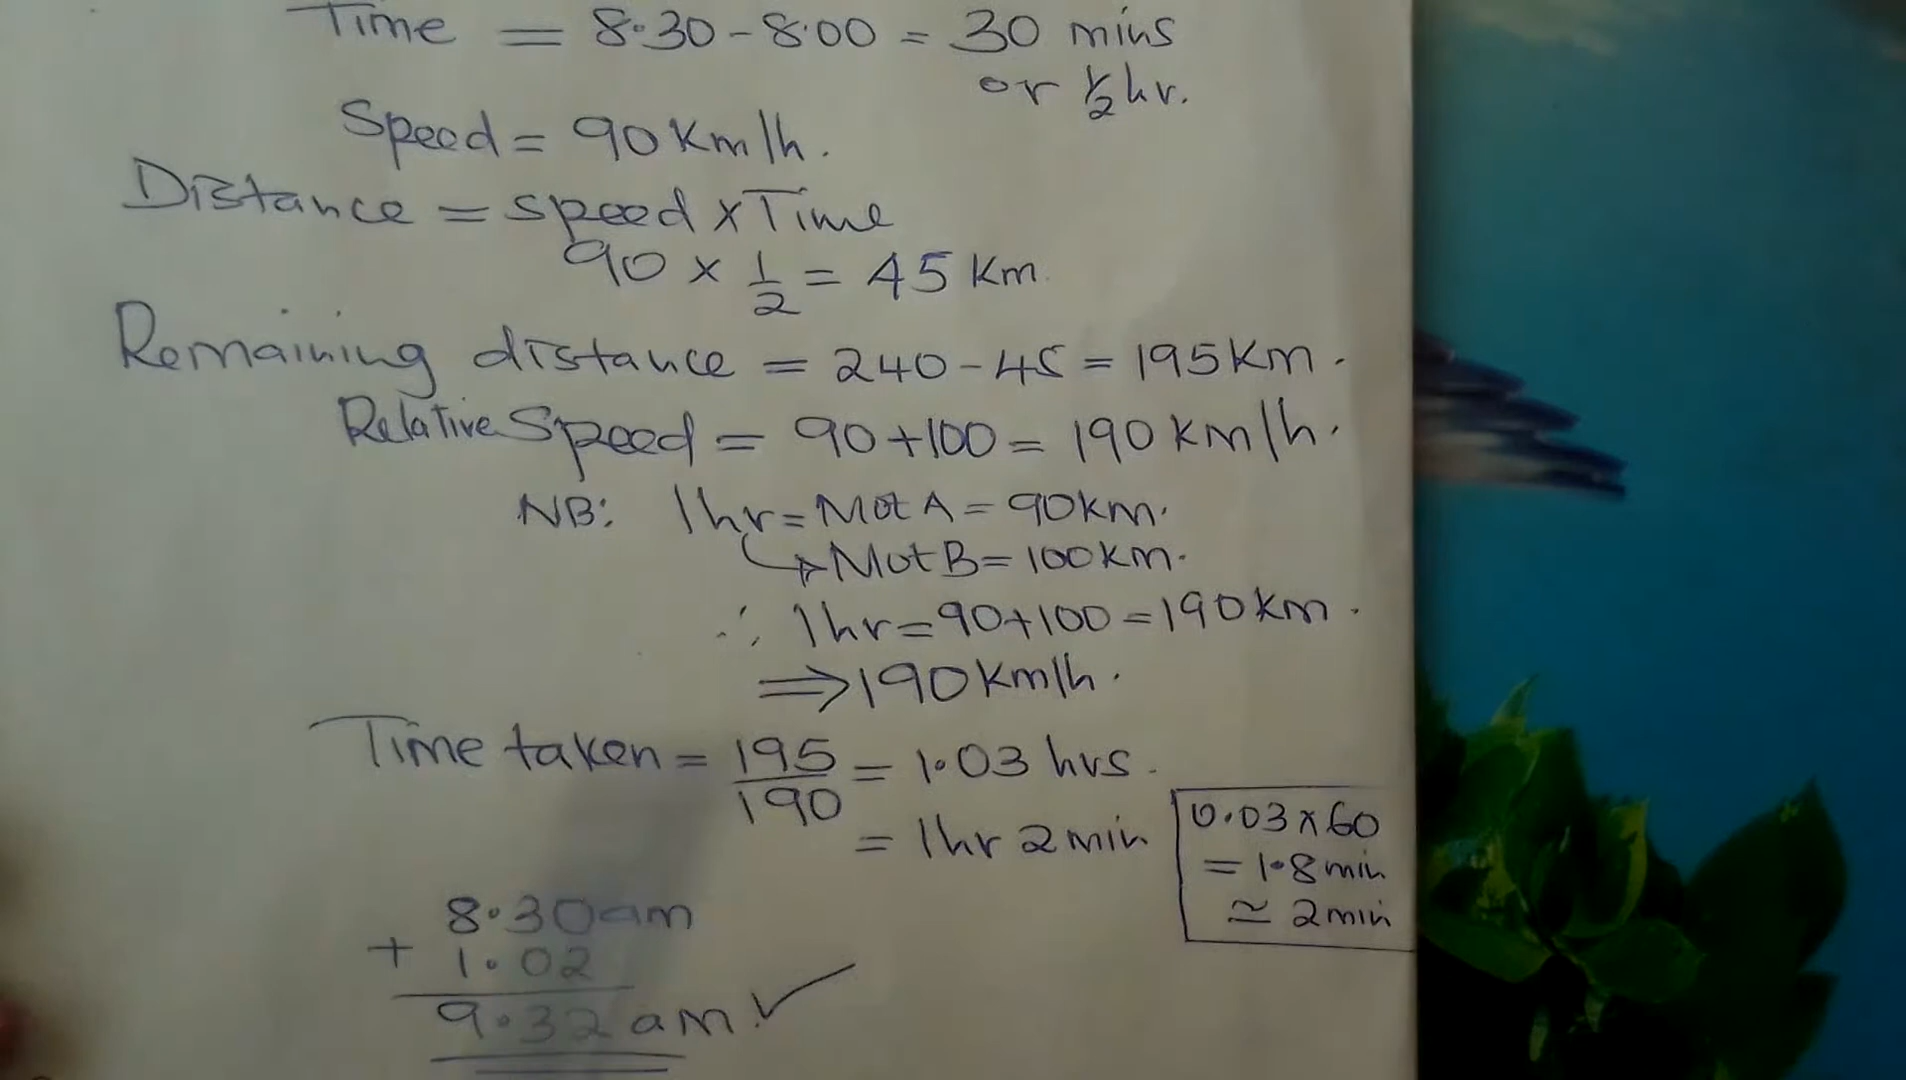 Time = 8.30 - 8.00 = 30 mins
or 1/2 hr.
Speed = 90 Km/h.
Distance = speed x Time
90 x 1/2 = 45 Km.
Remaining distance = 240 - 45 = 195 Km.
Relative Speed = 90 + 100 = 190 Km/h.
NB: 1hr = Mot A = 90 Km.
↳ Mot B = 100 Km.
∴ 1hr = 90 + 100 = 190 Km.
⇒ 190 Km/h.
Time taken = 195/190 = 1.03 hrs.
= 1hr 2 min
0.03 x 60
= 1.8 min
≃ 2 min
8.30 am
+ 1.02
9.32 am ✓